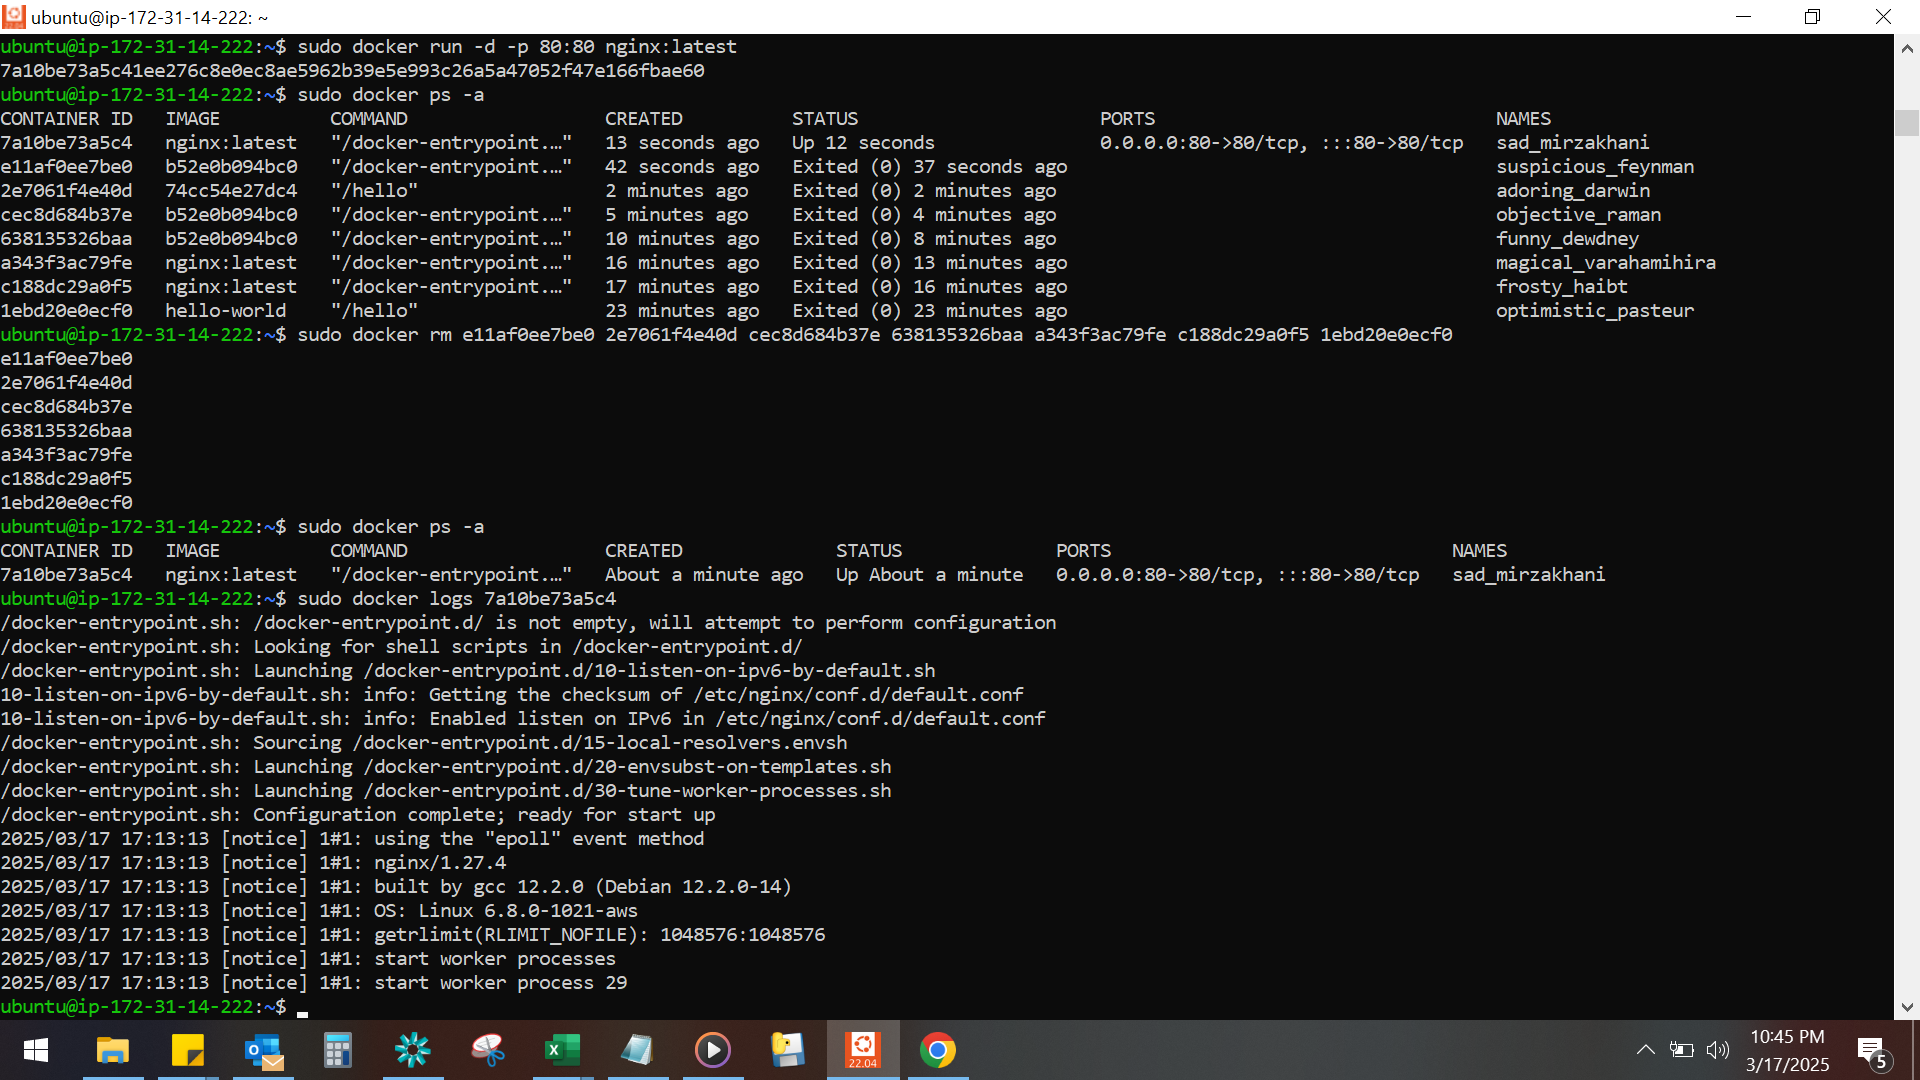 ubuntu@ip-172-31-14-222: ~
ubuntu@ip-172-31-14-222:~$ sudo docker run -d -p 80:80 nginx:latest
7a10be73a5c41ee276c8e0ec8ae5962b39e5e993c26a5a47052f47e166fbae60
ubuntu@ip-172-31-14-222:~$ sudo docker ps -a
CONTAINER ID   IMAGE          COMMAND                  CREATED          STATUS                      PORTS                               NAMES
7a10be73a5c4   nginx:latest   "/docker-entrypoint.…"   13 seconds ago   Up 12 seconds               0.0.0.0:80->80/tcp, :::80->80/tcp   sad_mirzakhani
e11af0ee7be0   b52e0b094bc0   "/docker-entrypoint.…"   42 seconds ago   Exited (0) 37 seconds ago                                       suspicious_feynman
2e7061f4e40d   74cc54e27dc4   "/hello"                 2 minutes ago    Exited (0) 2 minutes ago                                        adoring_darwin
cec8d684b37e   b52e0b094bc0   "/docker-entrypoint.…"   5 minutes ago    Exited (0) 4 minutes ago                                        objective_raman
638135326baa   b52e0b094bc0   "/docker-entrypoint.…"   10 minutes ago   Exited (0) 8 minutes ago                                        funny_dewdney
a343f3ac79fe   nginx:latest   "/docker-entrypoint.…"   16 minutes ago   Exited (0) 13 minutes ago                                       magical_varahamihira
c188dc29a0f5   nginx:latest   "/docker-entrypoint.…"   17 minutes ago   Exited (0) 16 minutes ago                                       frosty_haibt
1ebd20e0ecf0   hello-world    "/hello"                 23 minutes ago   Exited (0) 23 minutes ago                                       optimistic_pasteur
ubuntu@ip-172-31-14-222:~$ sudo docker rm e11af0ee7be0 2e7061f4e40d cec8d684b37e 638135326baa a343f3ac79fe c188dc29a0f5 1ebd20e0ecf0
e11af0ee7be0
2e7061f4e40d
cec8d684b37e
638135326baa
a343f3ac79fe
c188dc29a0f5
1ebd20e0ecf0
ubuntu@ip-172-31-14-222:~$ sudo docker ps -a
CONTAINER ID   IMAGE          COMMAND                  CREATED              STATUS              PORTS                               NAMES
7a10be73a5c4   nginx:latest   "/docker-entrypoint.…"   About a minute ago   Up About a minute   0.0.0.0:80->80/tcp, :::80->80/tcp   sad_mirzakhani
ubuntu@ip-172-31-14-222:~$ sudo docker logs 7a10be73a5c4
/docker-entrypoint.sh: /docker-entrypoint.d/ is not empty, will attempt to perform configuration
/docker-entrypoint.sh: Looking for shell scripts in /docker-entrypoint.d/
/docker-entrypoint.sh: Launching /docker-entrypoint.d/10-listen-on-ipv6-by-default.sh
10-listen-on-ipv6-by-default.sh: info: Getting the checksum of /etc/nginx/conf.d/default.conf
10-listen-on-ipv6-by-default.sh: info: Enabled listen on IPv6 in /etc/nginx/conf.d/default.conf
/docker-entrypoint.sh: Sourcing /docker-entrypoint.d/15-local-resolvers.envsh
/docker-entrypoint.sh: Launching /docker-entrypoint.d/20-envsubst-on-templates.sh
/docker-entrypoint.sh: Launching /docker-entrypoint.d/30-tune-worker-processes.sh
/docker-entrypoint.sh: Configuration complete; ready for start up
2025/03/17 17:13:13 [notice] 1#1: using the "epoll" event method
2025/03/17 17:13:13 [notice] 1#1: nginx/1.27.4
2025/03/17 17:13:13 [notice] 1#1: built by gcc 12.2.0 (Debian 12.2.0-14)
2025/03/17 17:13:13 [notice] 1#1: OS: Linux 6.8.0-1021-aws
2025/03/17 17:13:13 [notice] 1#1: getrlimit(RLIMIT_NOFILE): 1048576:1048576
2025/03/17 17:13:13 [notice] 1#1: start worker processes
2025/03/17 17:13:13 [notice] 1#1: start worker process 29
ubuntu@ip-172-31-14-222:~$
22.04
10:45 PM
3/17/2025
5